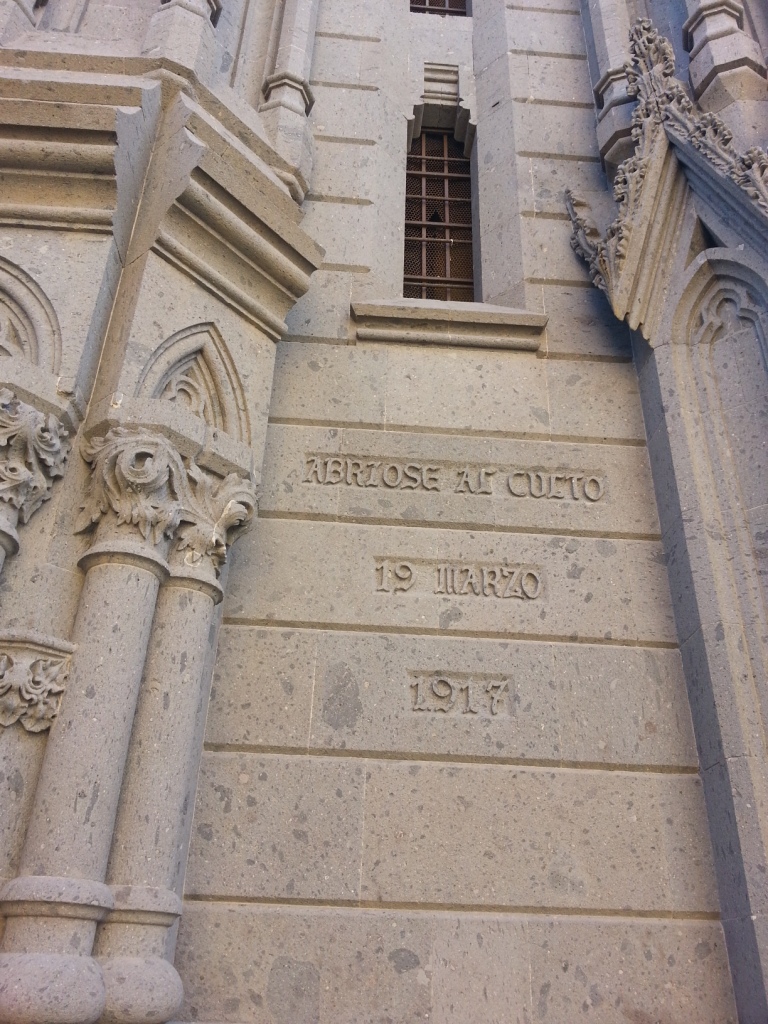 ABRIOSE AL CULTO
19 MARZO
1917